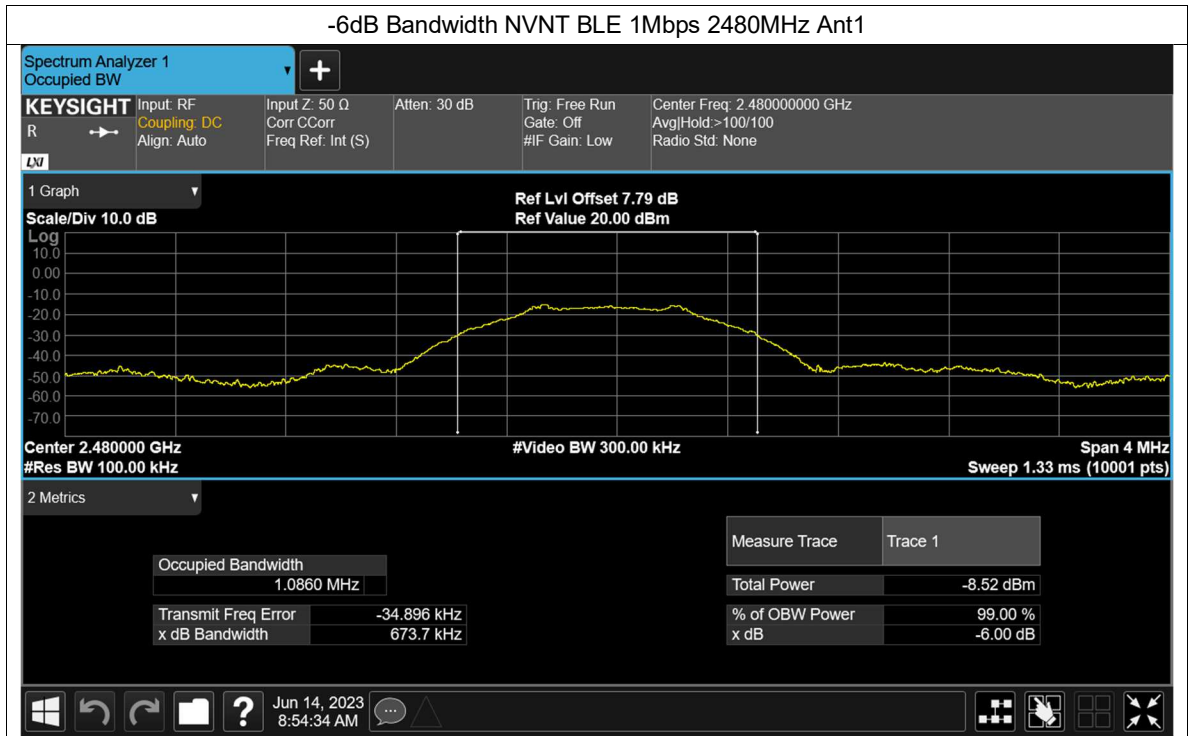 -6dB Bandwidth NVNT BLE 1Mbps 2480MHz Ant1
Spectrum Analyzer 1
Occupied BW
+
KEYSIGHT
R
LXI
Input: RF
Coupling: DC
Align: Auto
Input Z: 50 Ω
Corr CCorr
Freq Ref: Int (S)
Atten: 30 dB
Trig: Free Run
Gate: Off
#IF Gain: Low
Center Freq: 2.480000000 GHz
Avg|Hold:>100/100
Radio Std: None
1 Graph
Scale/Div 10.0 dB
Ref Lvl Offset 7.79 dB
Ref Value 20.00 dBm
Log
10.0
0.00
-10.0
-20.0
-30.0
-40.0
-50.0
-60.0
-70.0
Center 2.480000 GHz
#Res BW 100.00 kHz
#Video BW 300.00 kHz
Span 4 MHz
Sweep 1.33 ms (10001 pts)
2 Metrics
Occupied Bandwidth
1.0860 MHz
Transmit Freq Error -34.896 kHz
x dB Bandwidth 673.7 kHz
Measure Trace Trace 1
Total Power -8.52 dBm
% of OBW Power 99.00 %
x dB -6.00 dB
?
Jun 14, 2023
8:54:34 AM